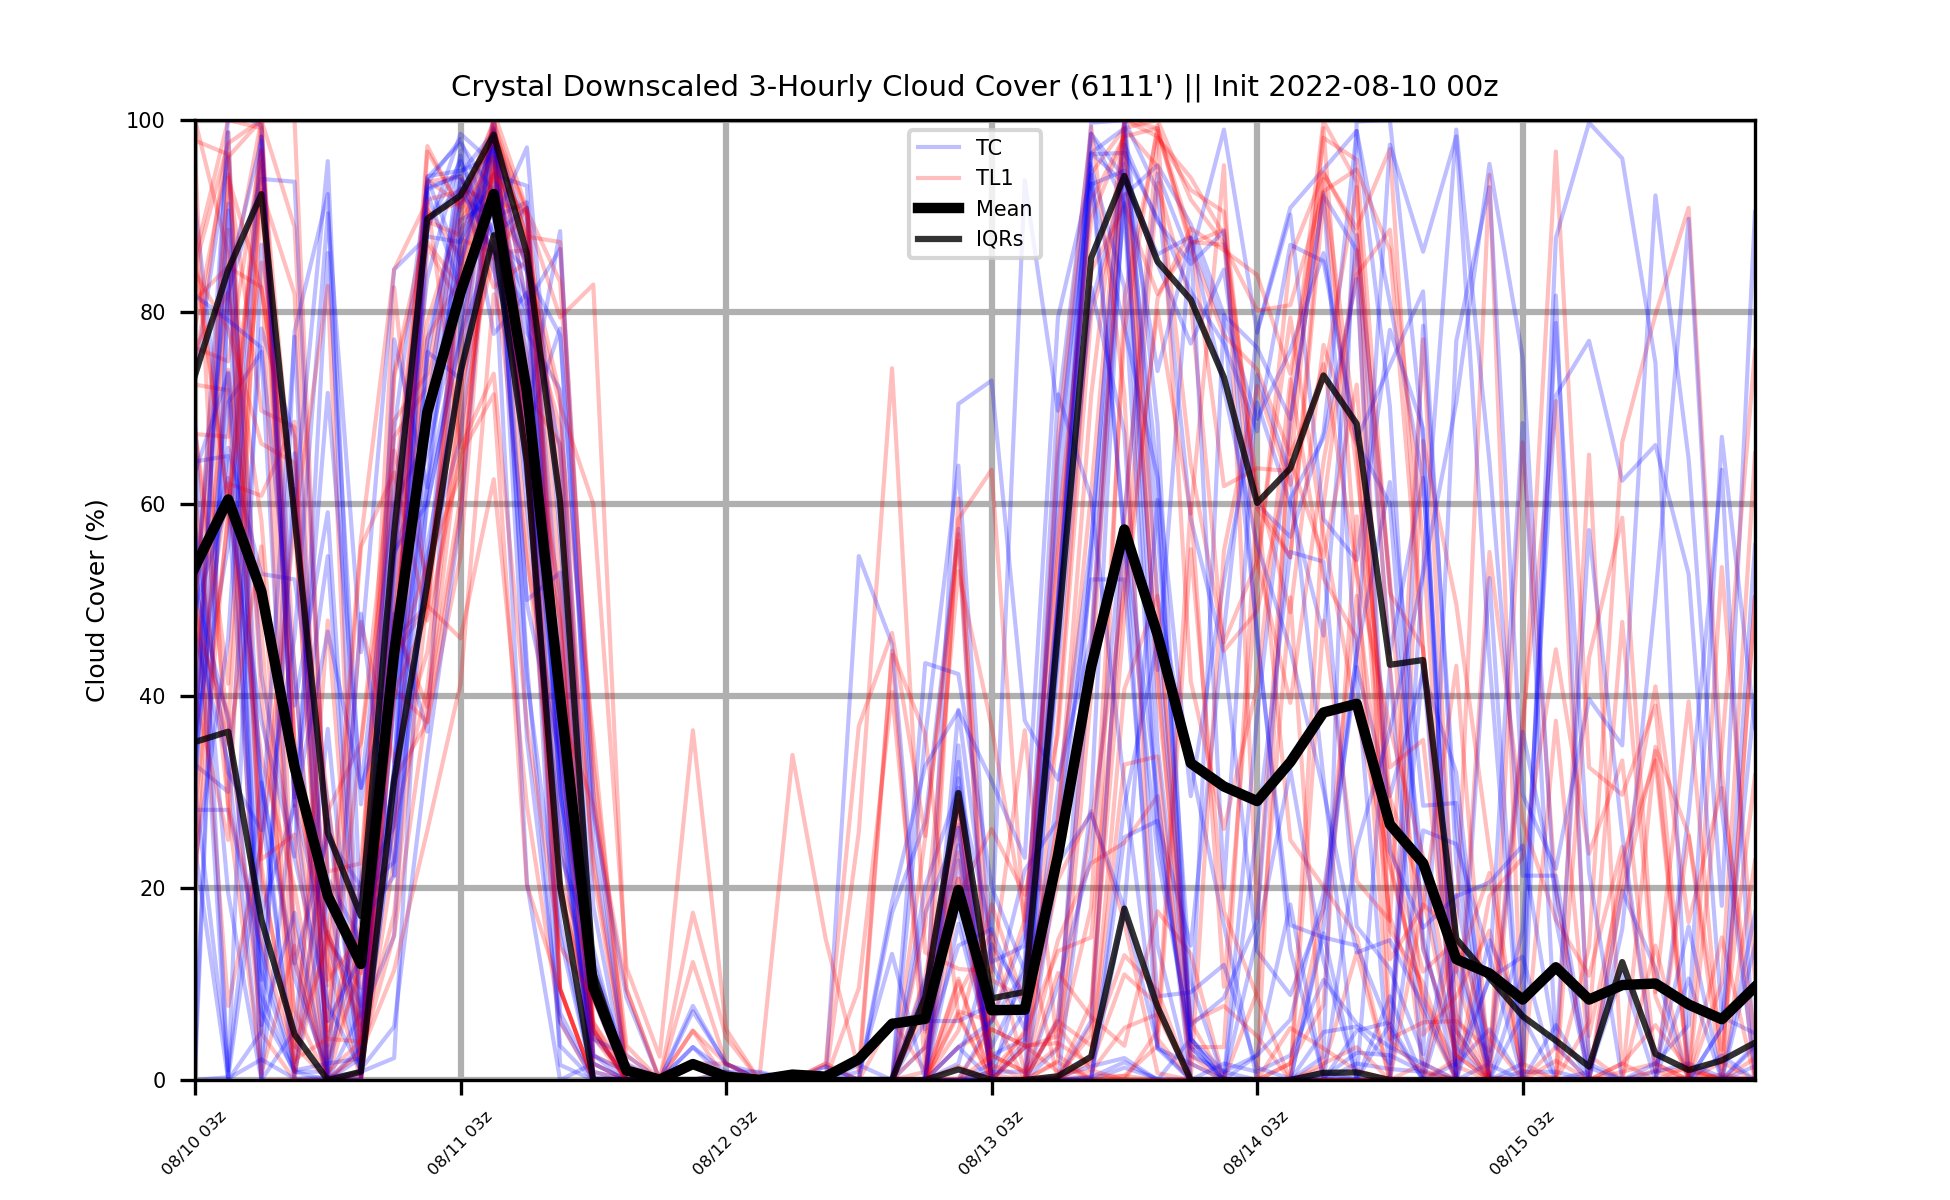 Crystal Downscaled 3-Hourly Cloud Cover (6111') || Init 2022-08-10 00z
Cloud Cover (%)
100
80
60
40
20
0
TC
TL1
Mean
IQRs
08/10 03z
08/11 03z
08/12 03z
08/13 03z
08/14 03z
08/15 03z